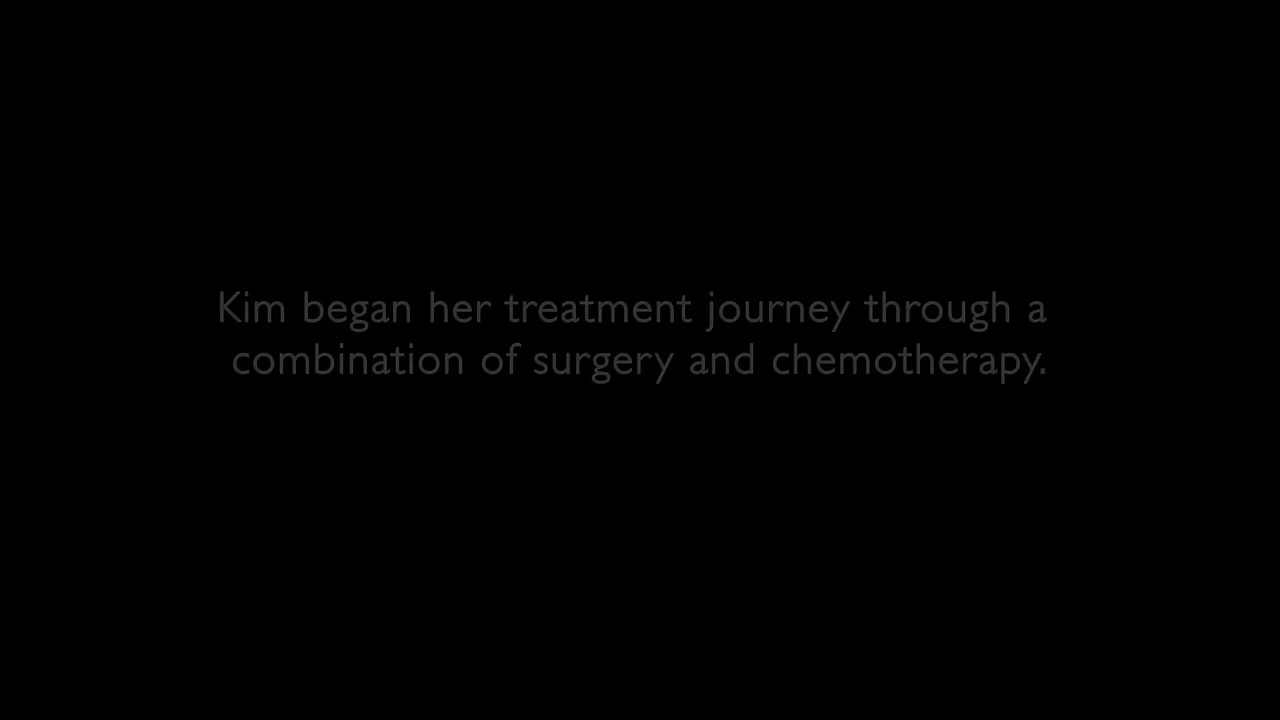 Kim began her treatment journey through a
combination of surgery and chemotherapy.